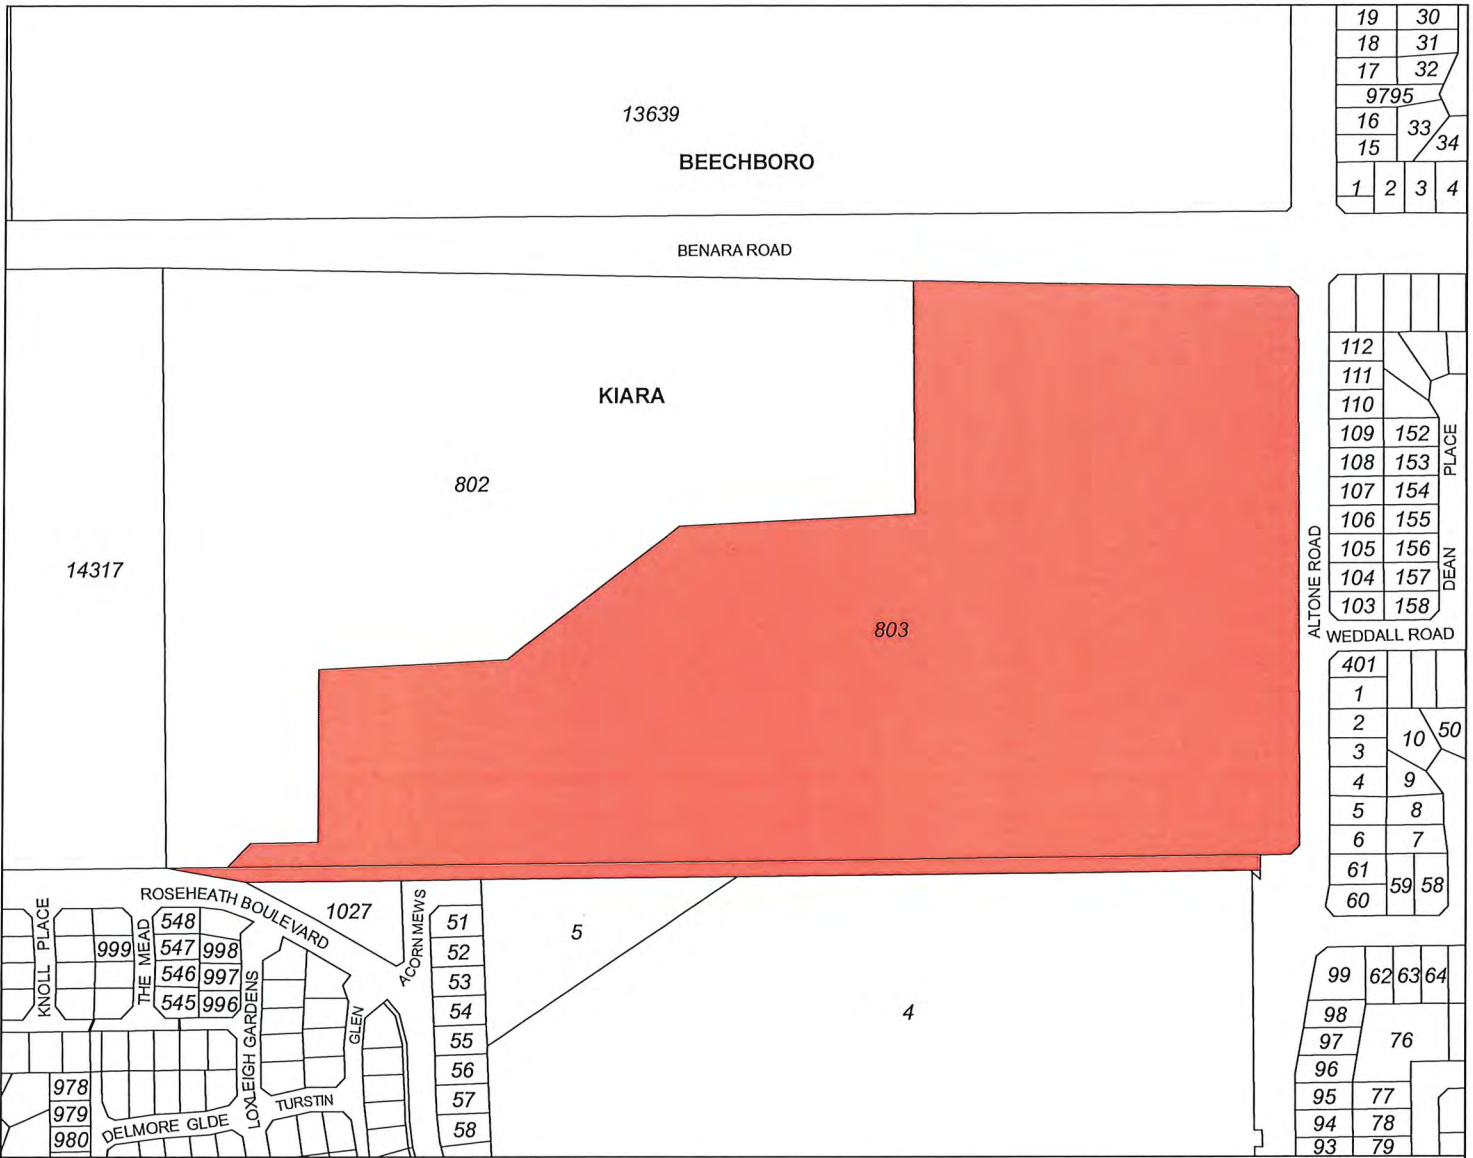 19 30
18 31
17 32
9795
16 33
15 34
1 2 3 4
13639
BEECHBORO
BENARA ROAD
KIARA
802
14317
803
ALTONE ROAD
112
111
110
109 152
108 153
107 154
106 155
105 156
104 157
103 158
DEAN PLACE
WEDDALL ROAD
401
1
2 10 50
3
4 9
5 8
6 7
61 59 58
60
ROSEHEATH BOULEVARD
1027
ACORN MEWS
KNOLL PLACE
THE MEAD
999
548
547 998
546 997
545 996
LOXLEIGH GARDENS
GLEN
TURSTIN
DELMORE GLDE
978
979
980
51
52
53
54
55
56
57
58
5
4
99 62 63 64
98
97 76
96
95 77
94 78
93 79